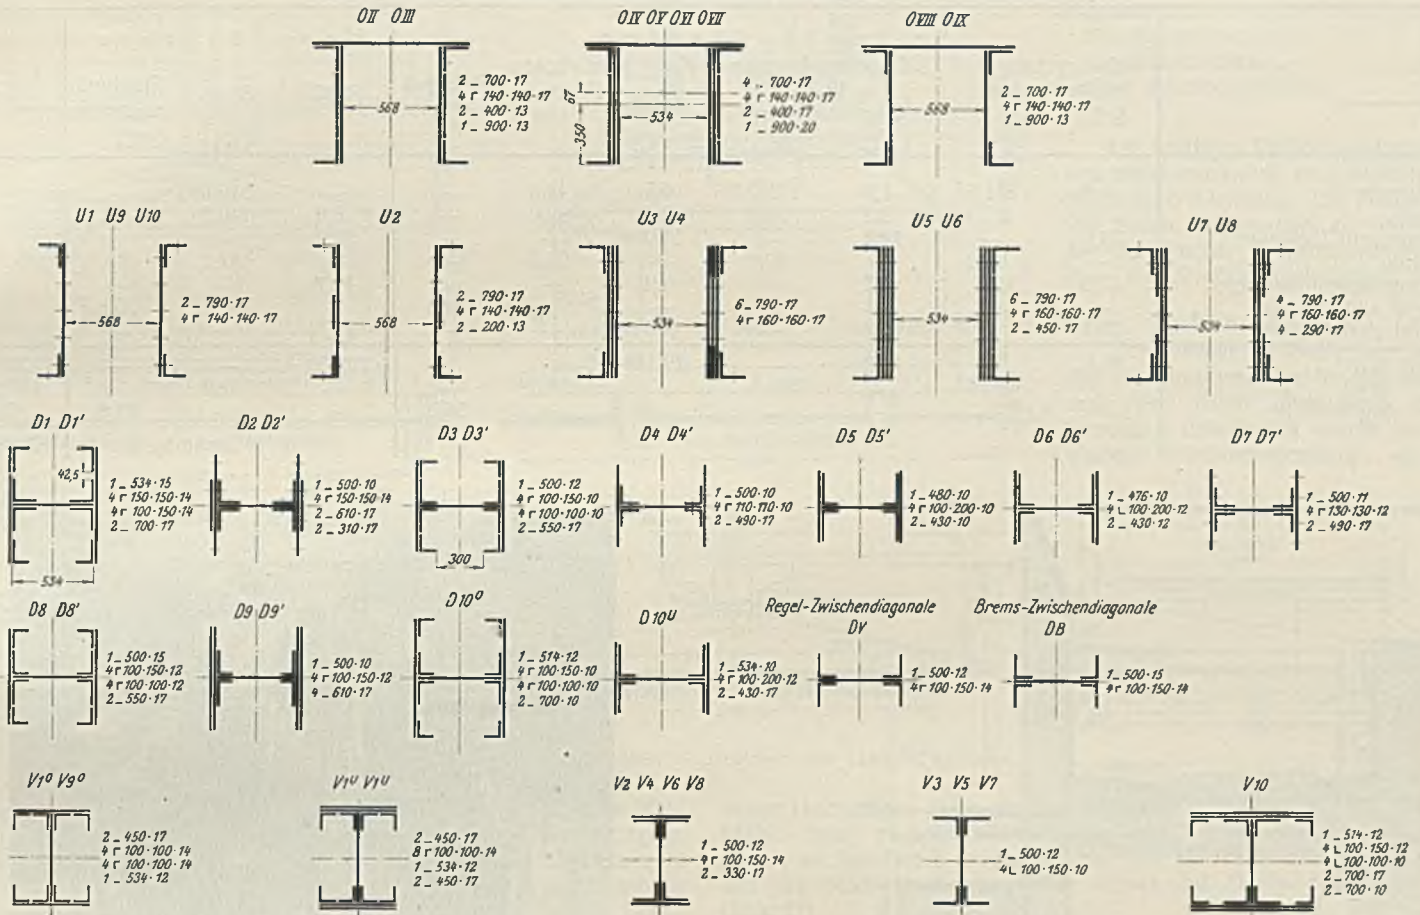 OII OIII
568
2 _ 700·17
4 ┌ 140·140·17
2 _ 400·13
1 _ 900·13
OIV OV OVI OVII
67
350
534
4 _ 700·17
4 ┌ 140·140·17
2 _ 400·17
1 _ 900·20
OVIII OIX
568
2 _ 700·17
4 ┌ 140·140·17
1 _ 900·13
U1 U9 U10
568
2 _ 790·17
4 ┌ 140·140·17
U2
568
2 _ 790·17
4 ┌ 140·140·17
2 _ 200·13
U3 U4
534
6 _ 790·17
4 ┌ 160·160·17
U5 U6
534
6 _ 790·17
4 ┌ 160·160·17
2 _ 450·17
U7 U8
534
4 _ 790·17
4 ┌ 160·160·17
4 _ 290·17
D1 D1'
42,5
534
1 _ 534·15
4 ┌ 150·150·14
4 ┌ 100·150·14
2 _ 700·17
D2 D2'
1 _ 500·10
4 ┌ 150·150·14
2 _ 610·17
2 _ 310·17
D3 D3'
300
1 _ 500·12
4 ┌ 100·150·10
4 ┌ 100·100·10
2 _ 550·17
D4 D4'
1 _ 500·10
4 ┌ 110·110·10
2 _ 490·17
D5 D5'
1 _ 480·10
4 ┌ 100·200·10
2 _ 430·10
D6 D6'
1 _ 476·10
4 ∟ 100·200·12
2 _ 430·12
D7 D7'
1 _ 500·11
4 ┌ 130·130·12
2 _ 490·17
D8 D8'
1 _ 500·15
4 ┌ 100·150·12
4 ┌ 100·100·12
2 _ 550·17
D9 D9'
1 _ 500·10
4 ┌ 100·150·12
4 _ 610·17
D10º
1 _ 514·12
4 ┌ 100·150·10
4 ┌ 100·100·10
2 _ 700·10
D10ᵁ
1 _ 534·10
4 ┌ 100·200·12
2 _ 430·17
Regel-Zwischendiagonale
DV
1 _ 500·12
4 ┌ 100·150·14
Brems-Zwischendiagonale
DB
1 _ 500·15
4 ┌ 100·150·14
V1º V9º
2 _ 450·17
4 ┌ 100·100·14
4 ┌ 100·100·14
1 _ 534·12
V1ᵁ V1ᵁ
2 _ 450·17
8 ┌ 100·100·14
1 _ 534·12
2 _ 450·17
V2 V4 V6 V8
1 _ 500·12
4 ┌ 100·150·14
2 _ 330·17
V3 V5 V7
1 _ 500·12
4 ∟ 100·150·10
V10
1 _ 514·12
4 ∟ 100·150·12
4 ∟ 100·100·10
2 _ 700·17
2 _ 700·10